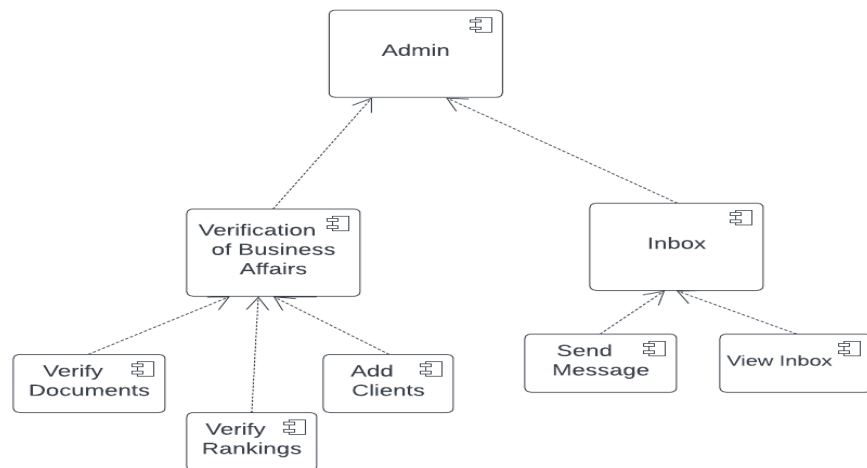 Admin
Verification
of Business
Affairs
Inbox
Verify
Documents
Verify
Rankings
Add
Clients
Send
Message
View Inbox